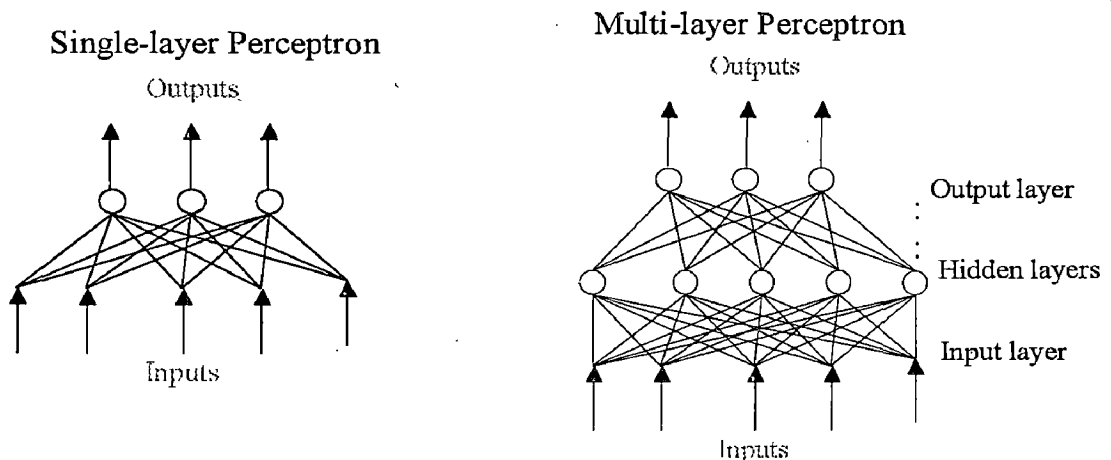 Single-layer Perceptron
Outputs
Inputs
Multi-layer Perceptron
Outputs
Output layer
Hidden layers
Input layer
Inputs